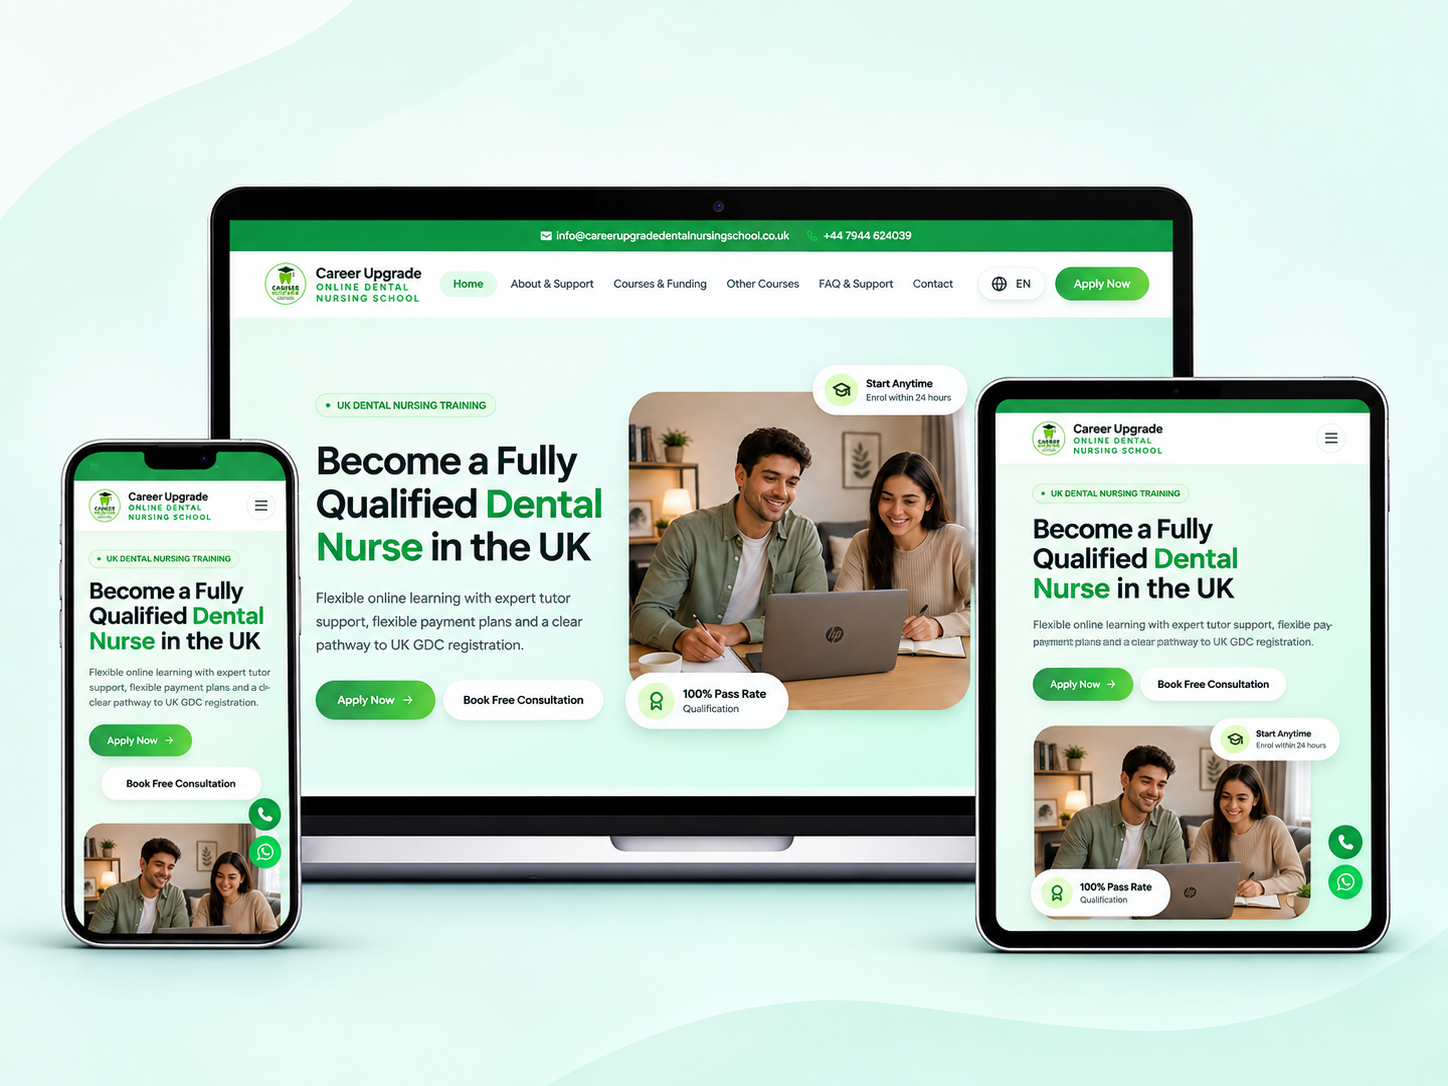 info@careerupgradedentalnursingschool.co.uk +44 7944 624039
Career Upgrade
ONLINE DENTAL
NURSING SCHOOL
Home About & Support Courses & Funding Other Courses FAQ & Support Contact EN Apply Now
UK DENTAL NURSING TRAINING
Become a Fully
Qualified Dental
Nurse in the UK
Flexible online learning with expert tutor
support, flexible payment plans and a clear
pathway to UK GDC registration.
Apply Now
Book Free Consultation
Start Anytime
Enrol within 24 hours
hp
100% Pass Rate
Qualification
Career Upgrade
ONLINE DENTAL
NURSING SCHOOL
UK DENTAL NURSING TRAINING
Become a Fully
Qualified Dental
Nurse in the UK
Flexible online learning with expert tutor
support, flexible payment plans and a
clear pathway to UK GDC registration.
Apply Now
Book Free Consultation
Career Upgrade
ONLINE DENTAL
NURSING SCHOOL
UK DENTAL NURSING TRAINING
Become a Fully
Qualified Dental
Nurse in the UK
Flexible online learning with expert tutor support, flexible pay-
payment plans and a clear pathway to UK GDC registration.
Apply Now
Book Free Consultation
Start Anytime
Enrol within 24 hours
hp
100% Pass Rate
Qualification